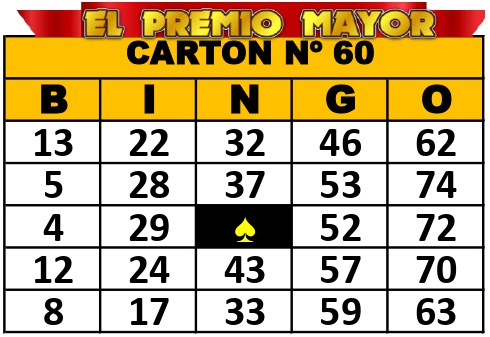 EL PREMIO MAYOR
CARTON Nº 60
B I N G O
13 22 32 46 62
5 28 37 53 74
4 29 ♠ 52 72
12 24 43 57 70
8 17 33 59 63